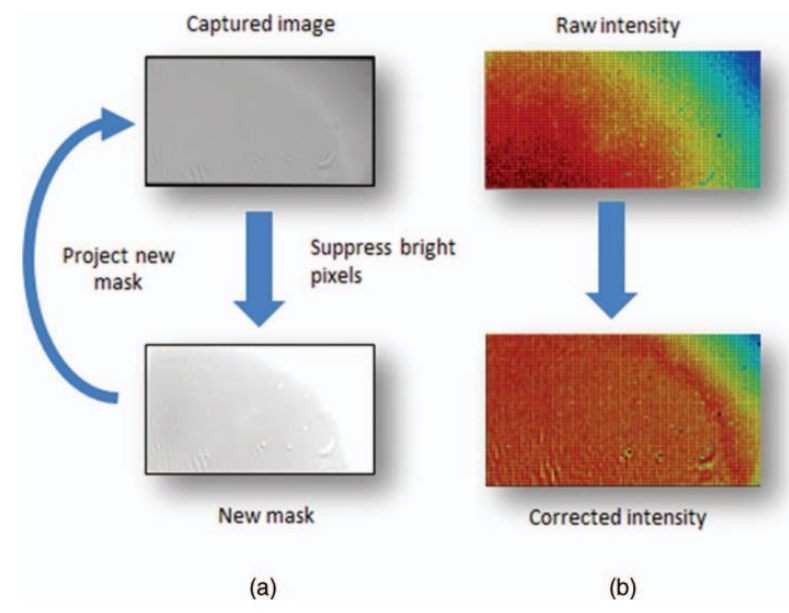 Captured image
Raw intensity
Project new
mask
Suppress bright
pixels
New mask
Corrected intensity
(a)
(b)